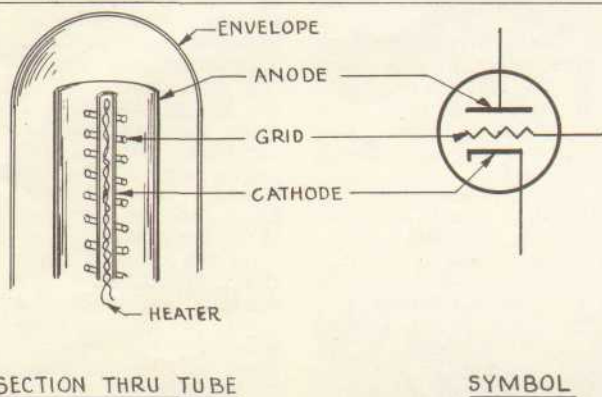 ENVELOPE
ANODE
GRID
CATHODE
HEATER
SECTION THRU TUBE
SYMBOL